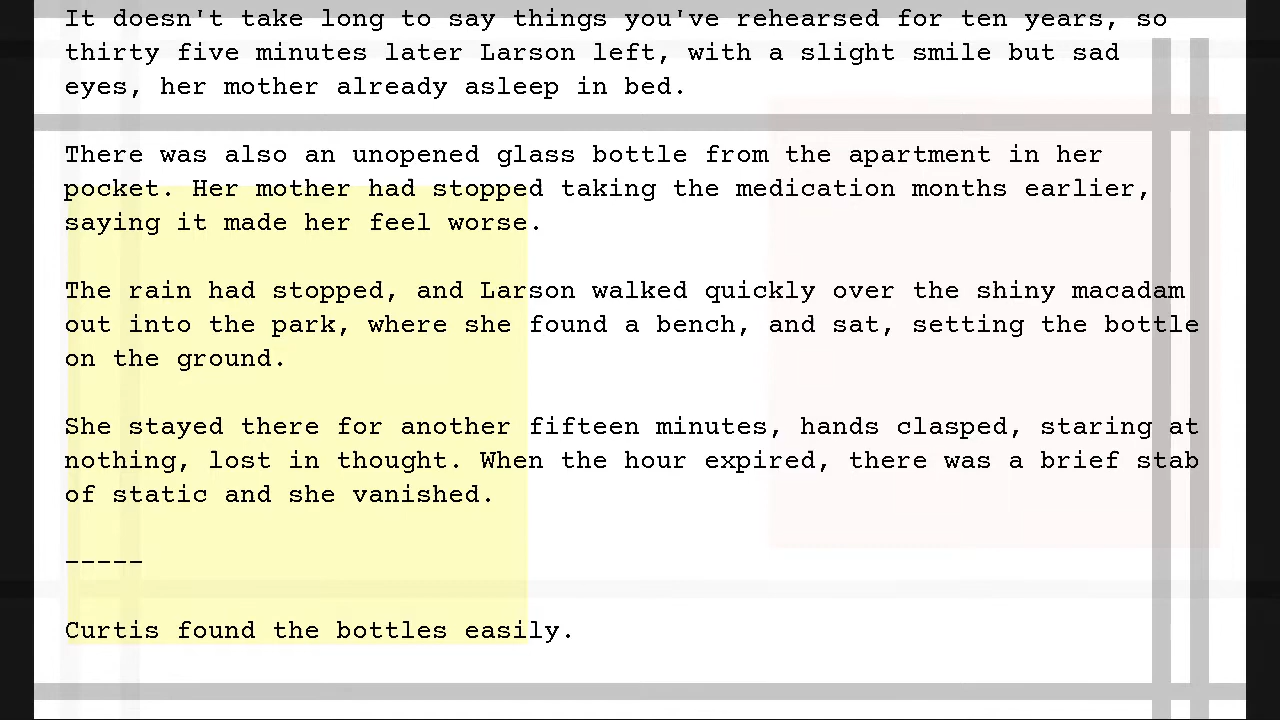 It doesn't take long to say things you've rehearsed for ten years, so
thirty five minutes later Larson left, with a slight smile but sad
eyes, her mother already asleep in bed.
There was also an unopened glass bottle from the apartment in her
pocket. Her mother had stopped taking the medication months earlier,
saying it made her feel worse.
The rain had stopped, and Larson walked quickly over the shiny macadam
out into the park, where she found a bench, and sat, setting the bottle
on the ground.
She stayed there for another fifteen minutes, hands clasped, staring at
nothing, lost in thought. When the hour expired, there was a brief stab
of static and she vanished.
-----
Curtis found the bottles easily.